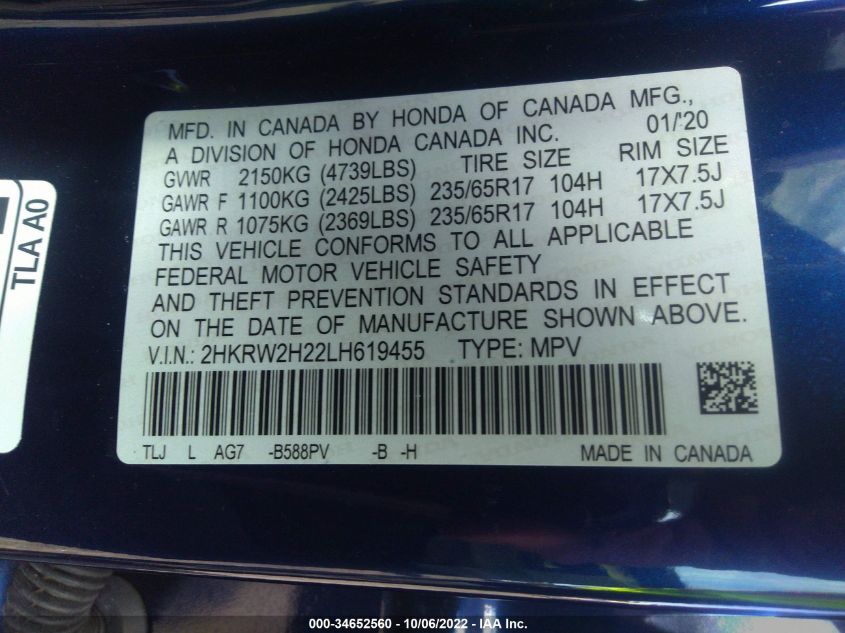 MFD. IN CANADA BY HONDA OF CANADA MFG.,
A DIVISION OF HONDA CANADA INC. 01/'20
GVWR 2150KG (4739LBS) TIRE SIZE RIM SIZE
GAWR F 1100KG (2425LBS) 235/65R17 104H 17X7.5J
GAWR R 1075KG (2369LBS) 235/65R17 104H 17X7.5J
THIS VEHICLE CONFORMS TO ALL APPLICABLE
FEDERAL MOTOR VEHICLE SAFETY
AND THEFT PREVENTION STANDARDS IN EFFECT
ON THE DATE OF MANUFACTURE SHOWN ABOVE.
V.I.N.: 2HKRW2H22LH619455 TYPE: MPV
TLJ L AG7 -B588PV -B -H MADE IN CANADA
TLA A0
000-34652560 - 10/06/2022 - IAA Inc.